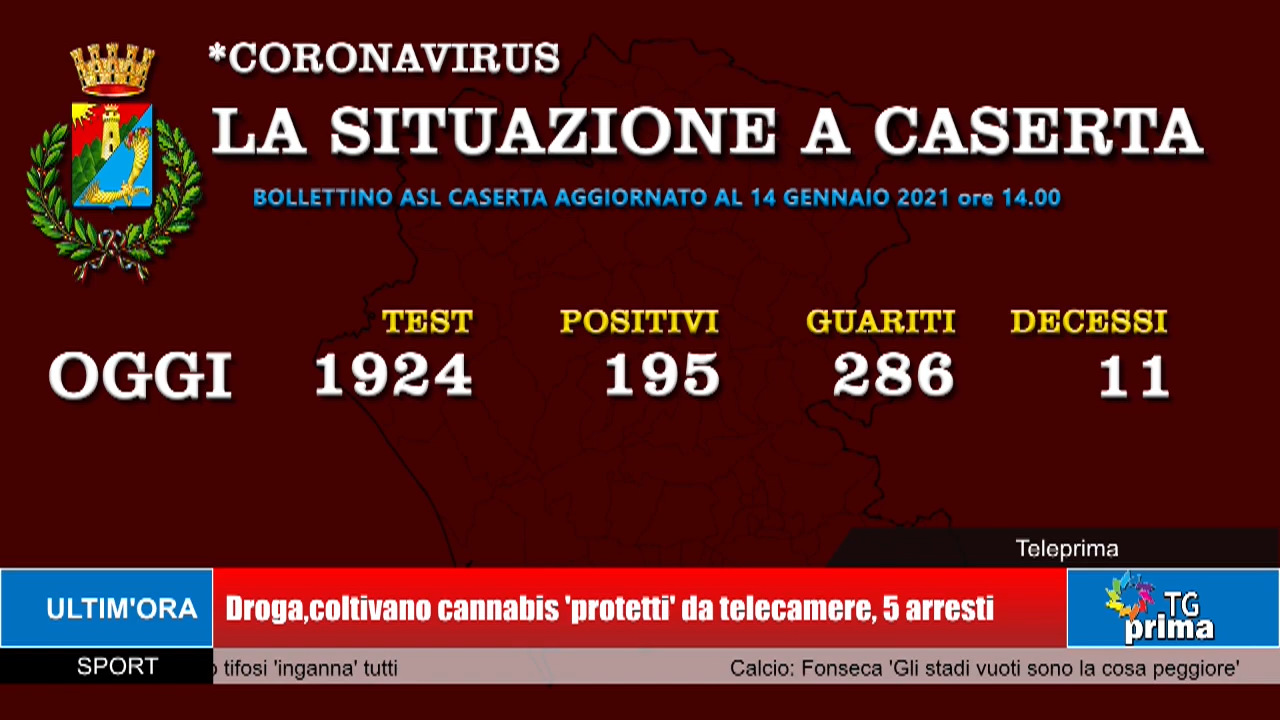 *CORONAVIRUS
LA SITUAZIONE A CASERTA
BOLLETTINO ASL CASERTA AGGIORNATO AL 14 GENNAIO 2021 ore 14.00
TEST POSITIVI GUARITI DECESSI
OGGI 1924 195 286 11
Teleprima
ULTIM'ORA Droga,coltivano cannabis 'protetti' da telecamere, 5 arresti
TG
prima
SPORT tifosi 'inganna' tutti Calcio: Fonseca 'Gli stadi vuoti sono la cosa peggiore'